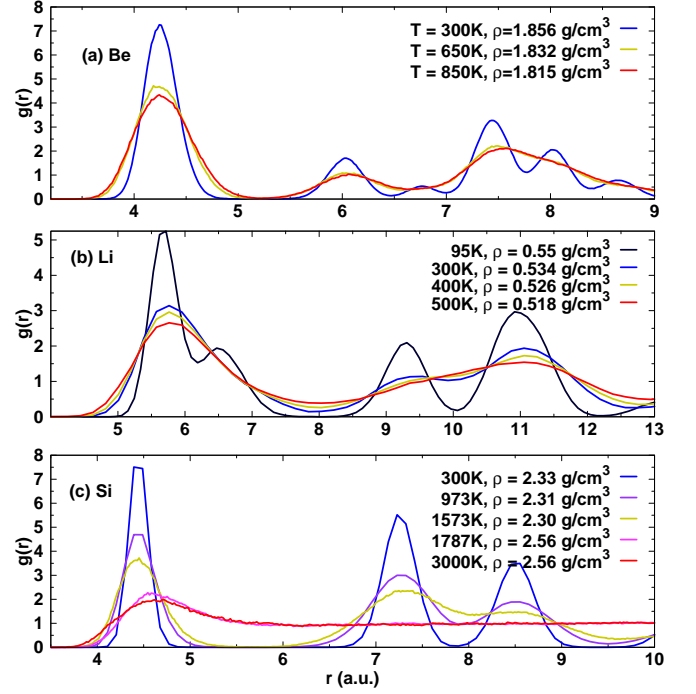 8
7
6
5
4
3
2
1
0
g(r)
(a) Be
T = 300K, ρ=1.856 g/cm³
T = 650K, ρ=1.832 g/cm³
T = 850K, ρ=1.815 g/cm³
4 5 6 7 8 9
5
4
3
2
1
0
g(r)
(b) Li
95K, ρ = 0.55 g/cm³
300K, ρ = 0.534 g/cm³
400K, ρ = 0.526 g/cm³
500K, ρ = 0.518 g/cm³
5 6 7 8 9 10 11 12 13
8
7
6
5
4
3
2
1
0
g(r)
(c) Si
300K, ρ = 2.33 g/cm³
973K, ρ = 2.31 g/cm³
1573K, ρ = 2.30 g/cm³
1787K, ρ = 2.56 g/cm³
3000K, ρ = 2.56 g/cm³
4 5 6 7 8 9 10
r (a.u.)